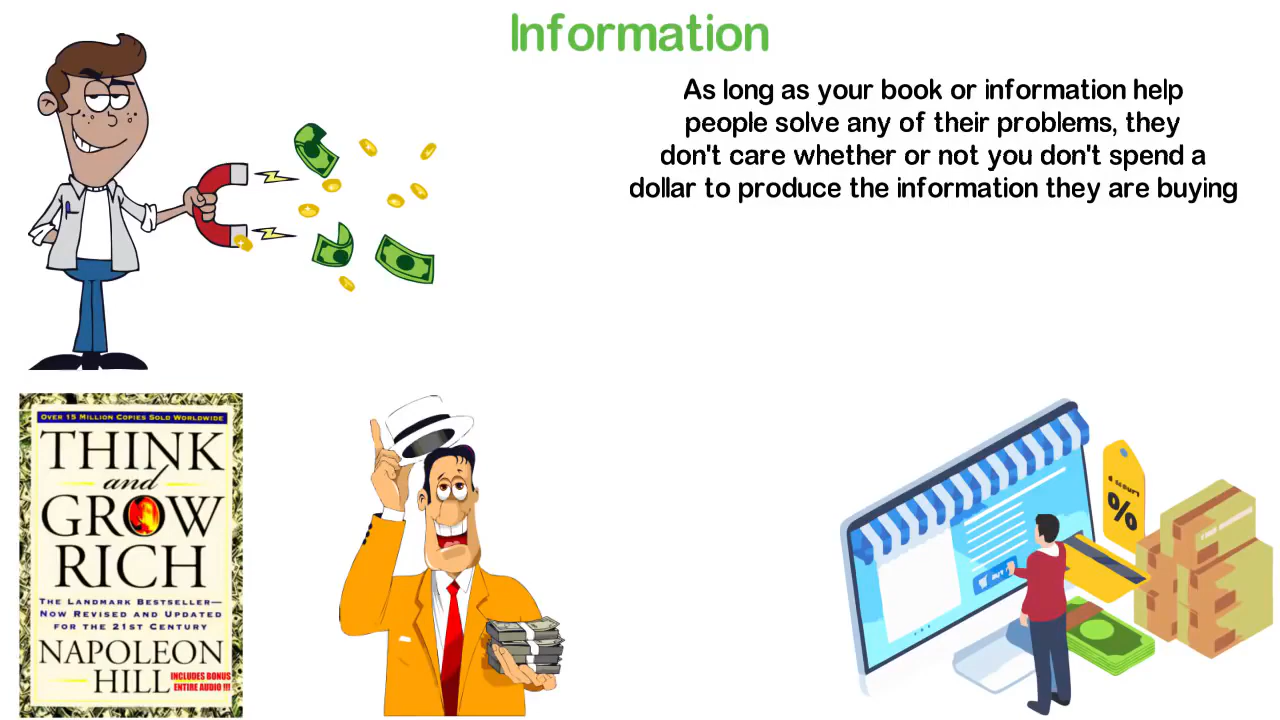 Information
As long as your book or information help
people solve any of their problems, they
don't care whether or not you don't spend a
dollar to produce the information they are buying
OVER 15 MILLION COPIES SOLD WORLDWIDE
THINK
and
GROW
RICH
THE LANDMARK BESTSELLER—
NOW REVISED AND UPDATED
FOR THE 21ST CENTURY
NAPOLEON
HILL
INCLUDES BONUS
ENTIRE AUDIO !!!
%